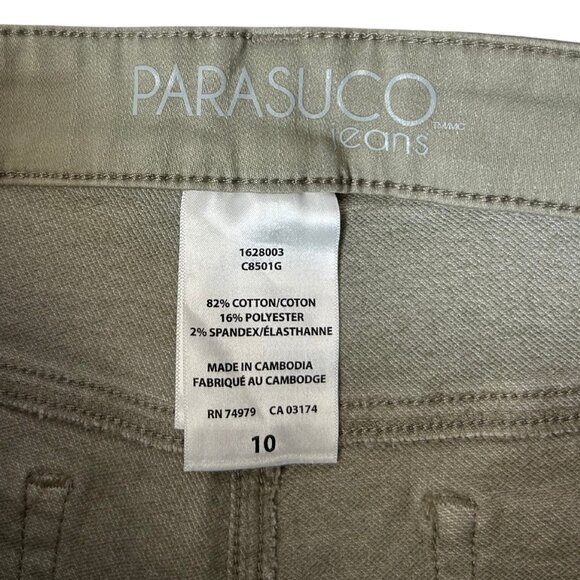 PARASUCO
jeans TM/MC
1628003
C8501G
82% COTTON/COTON
16% POLYESTER
2% SPANDEX/ÉLASTHANNE
MADE IN CAMBODIA
FABRIQUÉ AU CAMBODGE
RN 74979 CA 03174
10